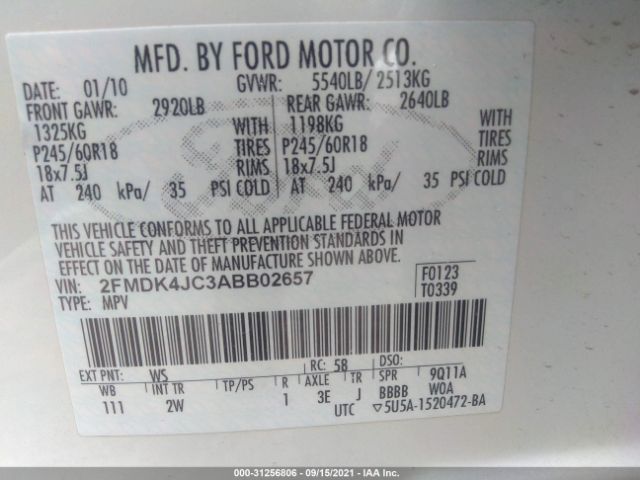 MFD. BY FORD MOTOR CO.
DATE: 01/10 GVWR: 5540LB/ 2513KG
FRONT GAWR: 2920LB REAR GAWR: 2640LB
1325KG WITH 1198KG WITH
P245/60R18 TIRES P245/60R18 TIRES
18x7.5J RIMS 18x7.5J RIMS
AT 240 kPa/ 35 PSI COLD AT 240 kPa/ 35 PSI COLD
THIS VEHICLE CONFORMS TO ALL APPLICABLE FEDERAL MOTOR
VEHICLE SAFETY AND THEFT PREVENTION STANDARDS IN
EFFECT ON THE DATE OF MANUFACTURE SHOWN ABOVE.
VIN: 2FMDK4JC3ABB02657 F0123
TYPE: MPV T0339
EXT PNT: WS RC: 58 DSO:
WB INT TR TP/PS R AXLE TR SPR 9Q11A
111 2W 1 3E J BBBB WOA
UTC ▽5U5A-1520472-BA
000-31256806 - 09/15/2021 - IAA Inc.